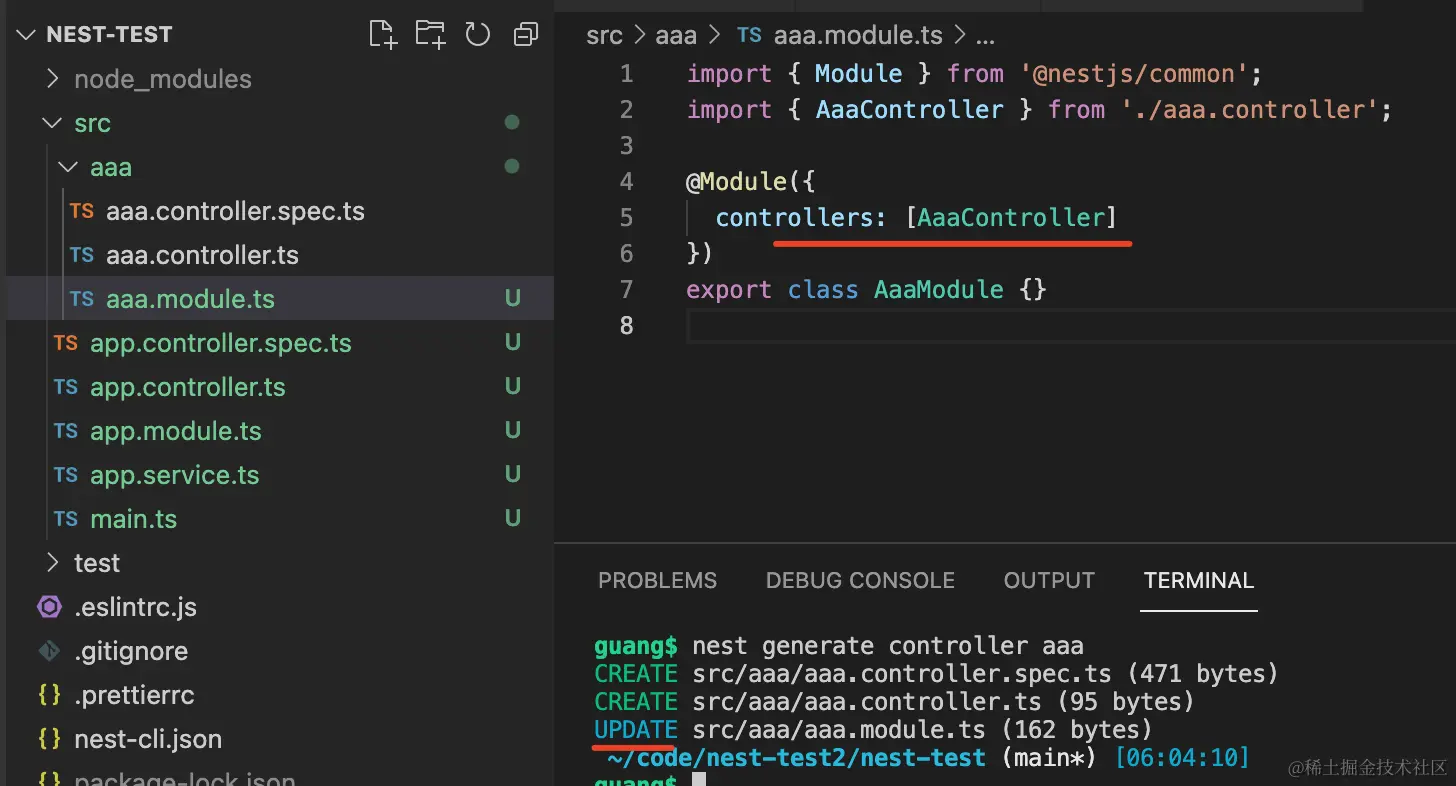 NEST-TEST
node_modules
src
aaa
TS aaa.controller.spec.ts
TS aaa.controller.ts
TS aaa.module.ts U
TS app.controller.spec.ts U
TS app.controller.ts U
TS app.module.ts U
TS app.service.ts U
TS main.ts U
test
.eslintrc.js
.gitignore
{} .prettierrc
{} nest-cli.json
{} package-lock.json
src > aaa > TS aaa.module.ts > ...
1 import { Module } from '@nestjs/common';
2 import { AaaController } from './aaa.controller';
3
4 @Module({
5 controllers: [AaaController]
6 })
7 export class AaaModule {}
8
PROBLEMS DEBUG CONSOLE OUTPUT TERMINAL
guang$ nest generate controller aaa
CREATE src/aaa/aaa.controller.spec.ts (471 bytes)
CREATE src/aaa/aaa.controller.ts (95 bytes)
UPDATE src/aaa/aaa.module.ts (162 bytes)
~/code/nest-test2/nest-test (main*) [06:04:10]
guang$
@稀土掘金技术社区